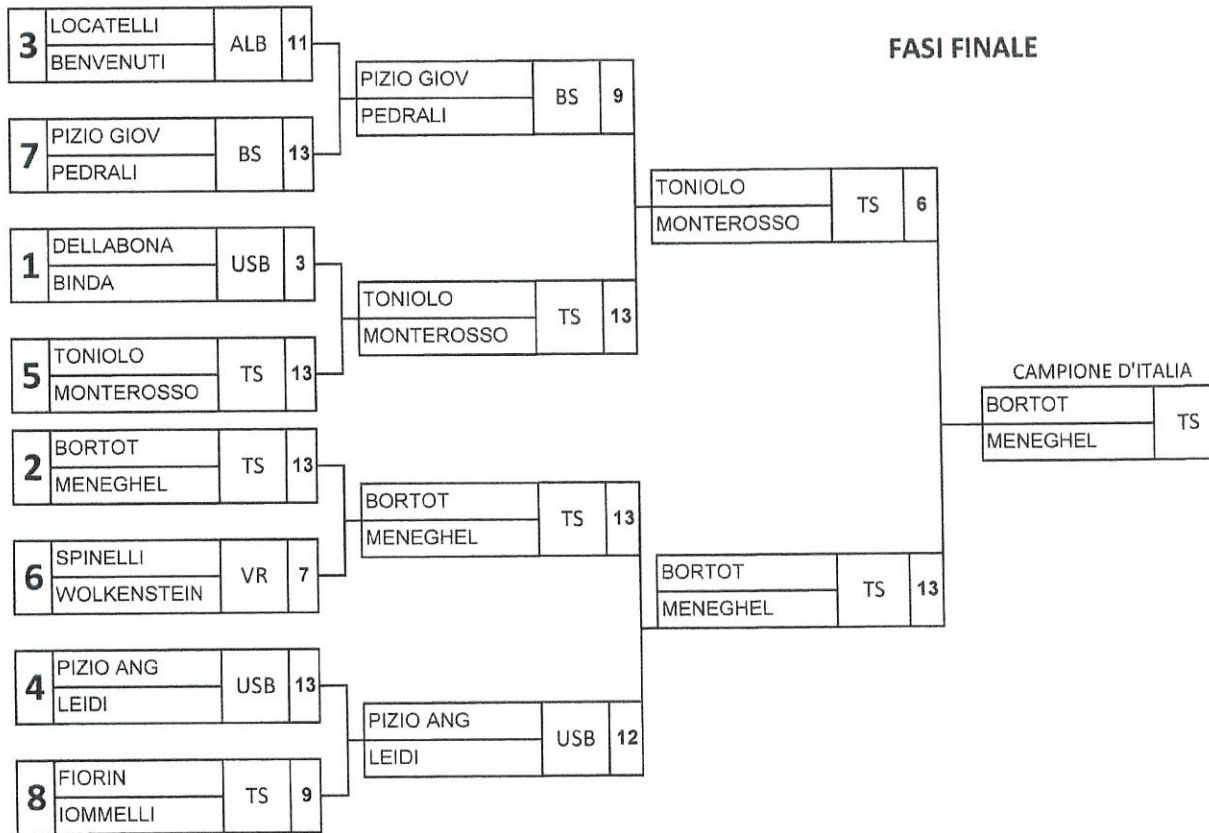 FASI FINALE
3 LOCATELLI ALB 11
BENVENUTI
7 PIZIO GIOV BS 13
PEDRALI
1 DELLABONA USB 3
BINDA
5 TONIOLO TS 13
MONTEROSSO
2 BORTOT TS 13
MENEGHEL
6 SPINELLI VR 7
WOLKENSTEIN
4 PIZIO ANG USB 13
LEIDI
8 FIORIN TS 9
IOMMELLI
PIZIO GIOV BS 9
PEDRALI
TONIOLO TS 13
MONTEROSSO
BORTOT TS 13
MENEGHEL
PIZIO ANG USB 12
LEIDI
TONIOLO TS 6
MONTEROSSO
BORTOT TS 13
MENEGHEL
CAMPIONE D'ITALIA
BORTOT TS
MENEGHEL